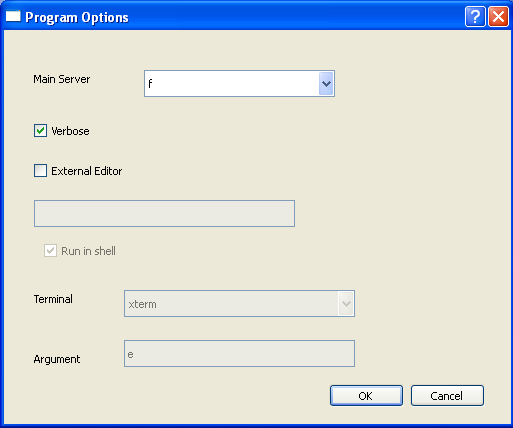 Program Options
Main Server f
Verbose
External Editor
Run in shell
Terminal xterm
Argument e
OK Cancel